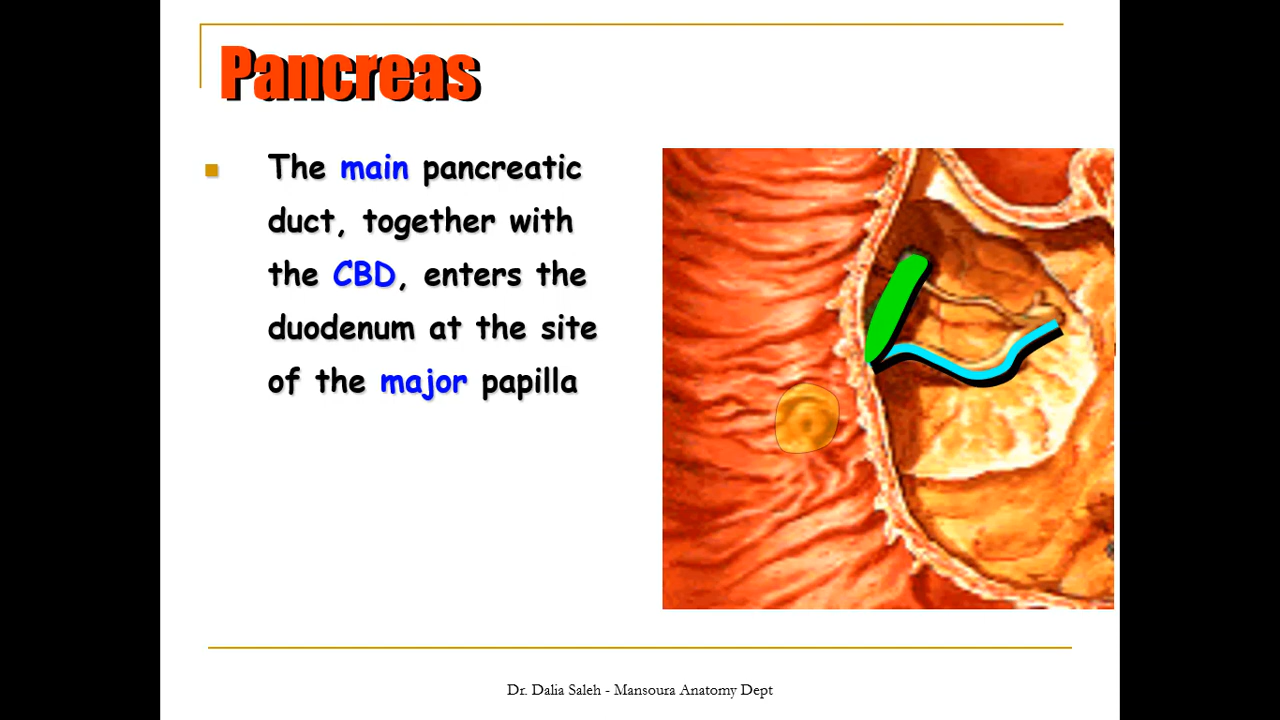 Pancreas
The main pancreatic
duct, together with
the CBD, enters the
duodenum at the site
of the major papilla
Dr. Dalia Saleh - Mansoura Anatomy Dept